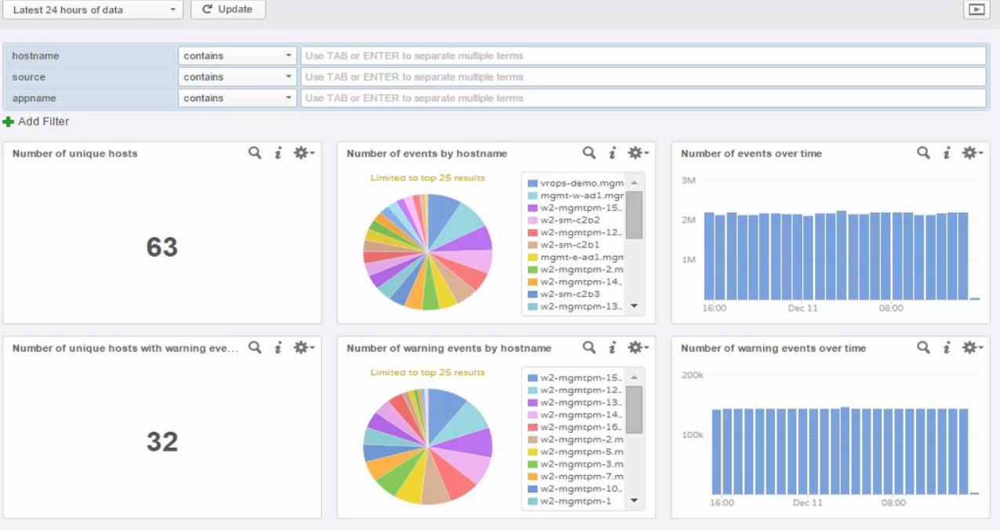 Latest 24 hours of data
Update
hostname contains Use TAB or ENTER to separate multiple terms
source contains Use TAB or ENTER to separate multiple terms
appname contains Use TAB or ENTER to separate multiple terms
Add Filter
Number of unique hosts
63
Number of events by hostname
Limited to top 25 results
vrops-demo.mgm
mgmt-w-ad1.mgr
w2-mgmtpm-15..
w2-sm-c2b2
w2-mgmtpm-12..
w2-sm-c2b1
mgmt-e-ad1.mgm
w2-mgmtpm-2.m
w2-mgmtpm-14..
w2-sm-c2b3
w2-mgmtpm-13..
Number of events over time
3M
2M
1M
16:00 Dec 11 08:00
Number of unique hosts with warning eve...
32
Number of warning events by hostname
Limited to top 25 results
w2-mgmtpm-15..
w2-mgmtpm-12..
w2-mgmtpm-13..
w2-mgmtpm-14..
w2-mgmtpm-16..
w2-mgmtpm-2.m
w2-mgmtpm-5.m
w2-mgmtpm-3.m
w2-mgmtpm-7.m
w2-mgmtpm-10..
w2-mgmtpm-1
Number of warning events over time
200k
100k
16:00 Dec 11 08:00